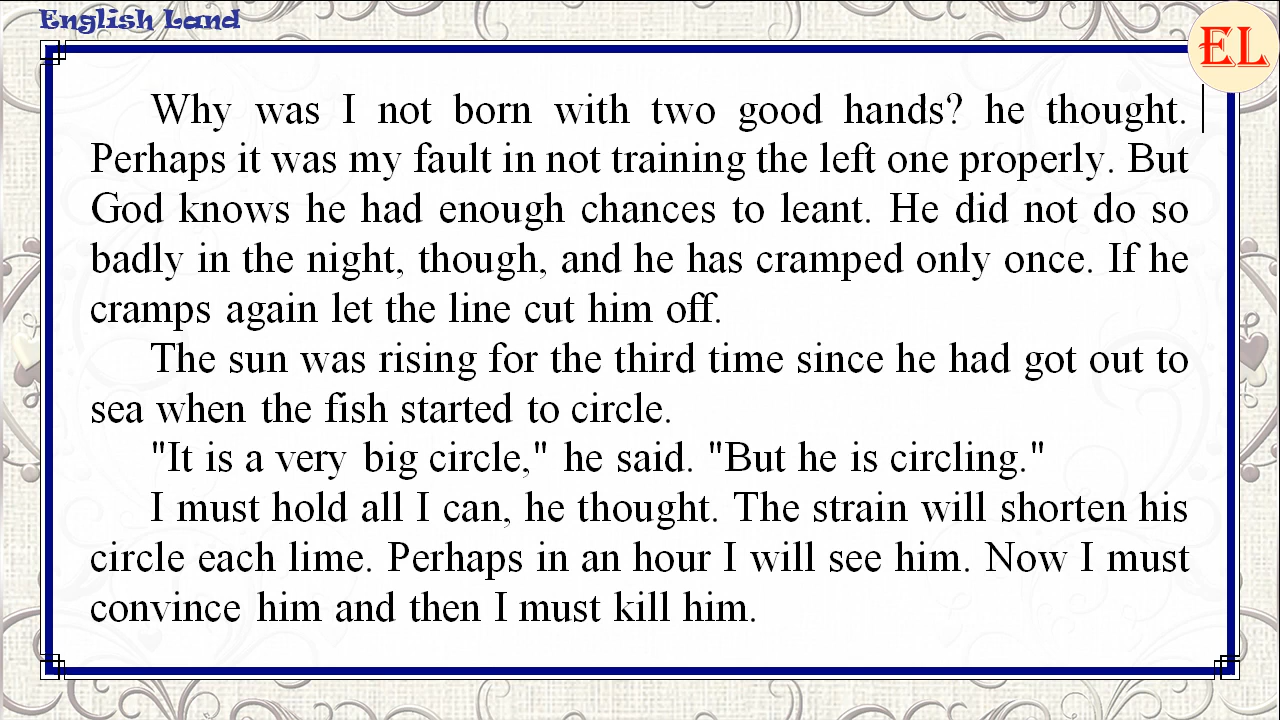 English Land
EL
Why was I not born with two good hands? he thought.
Perhaps it was my fault in not training the left one properly. But
God knows he had enough chances to leant. He did not do so
badly in the night, though, and he has cramped only once. If he
cramps again let the line cut him off.
The sun was rising for the third time since he had got out to
sea when the fish started to circle.
"It is a very big circle," he said. "But he is circling."
I must hold all I can, he thought. The strain will shorten his
circle each lime. Perhaps in an hour I will see him. Now I must
convince him and then I must kill him.